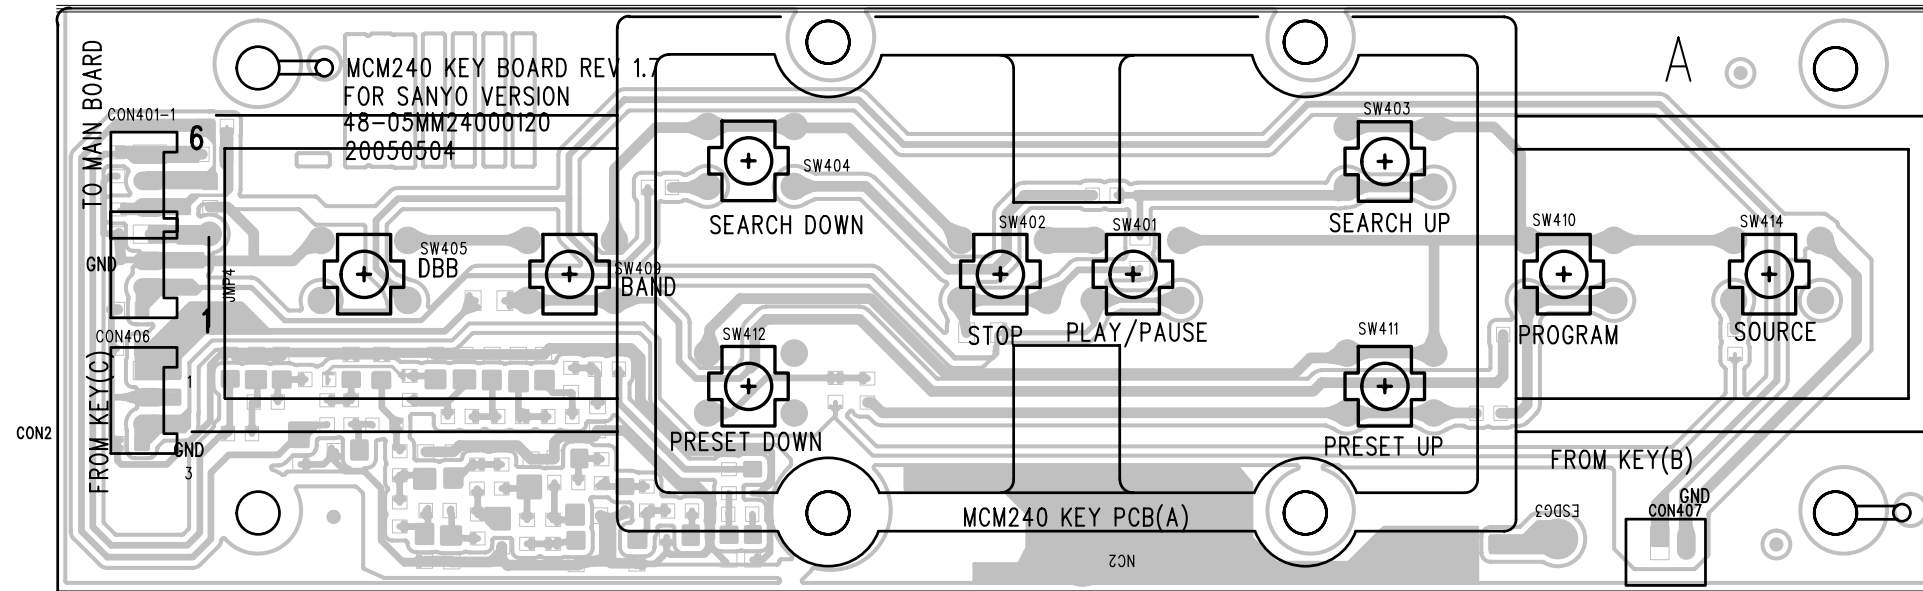 MCM240 KEY BOARD REV 1.7
FOR SANYO VERSION
48-05MM24000120
20050504
A
TO MAIN BOARD
CON401-1
6
GND
1
JMP4
CON406
1
FROM KEY(C)
GND
3
CON2
SW404
SEARCH DOWN
SW403
SEARCH UP
SW405
DBB
SW409
BAND
SW402
STOP
SW401
PLAY/PAUSE
SW410
PROGRAM
SW414
SOURCE
SW412
PRESET DOWN
SW411
PRESET UP
FROM KEY(B)
GND
CON407
ESDG3
MCM240 KEY PCB(A)
NC2